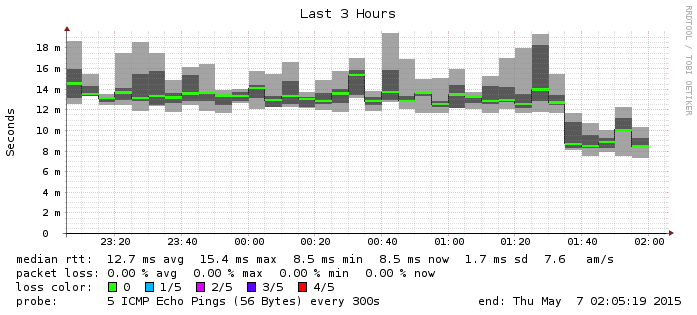 Last 3 Hours
RRDTOOL / TOBI OETIKER
Seconds
18 m
16 m
14 m
12 m
10 m
8 m
6 m
4 m
2 m
0
23:20 23:40 00:00 00:20 00:40 01:00 01:20 01:40 02:00
median rtt: 12.7 ms avg 15.4 ms max 8.5 ms min 8.5 ms now 1.7 ms sd 7.6 am/s
packet loss: 0.00 % avg 0.00 % max 0.00 % min 0.00 % now
loss color: 0 1/5 2/5 3/5 4/5
probe: 5 ICMP Echo Pings (56 Bytes) every 300s end: Thu May 7 02:05:19 2015